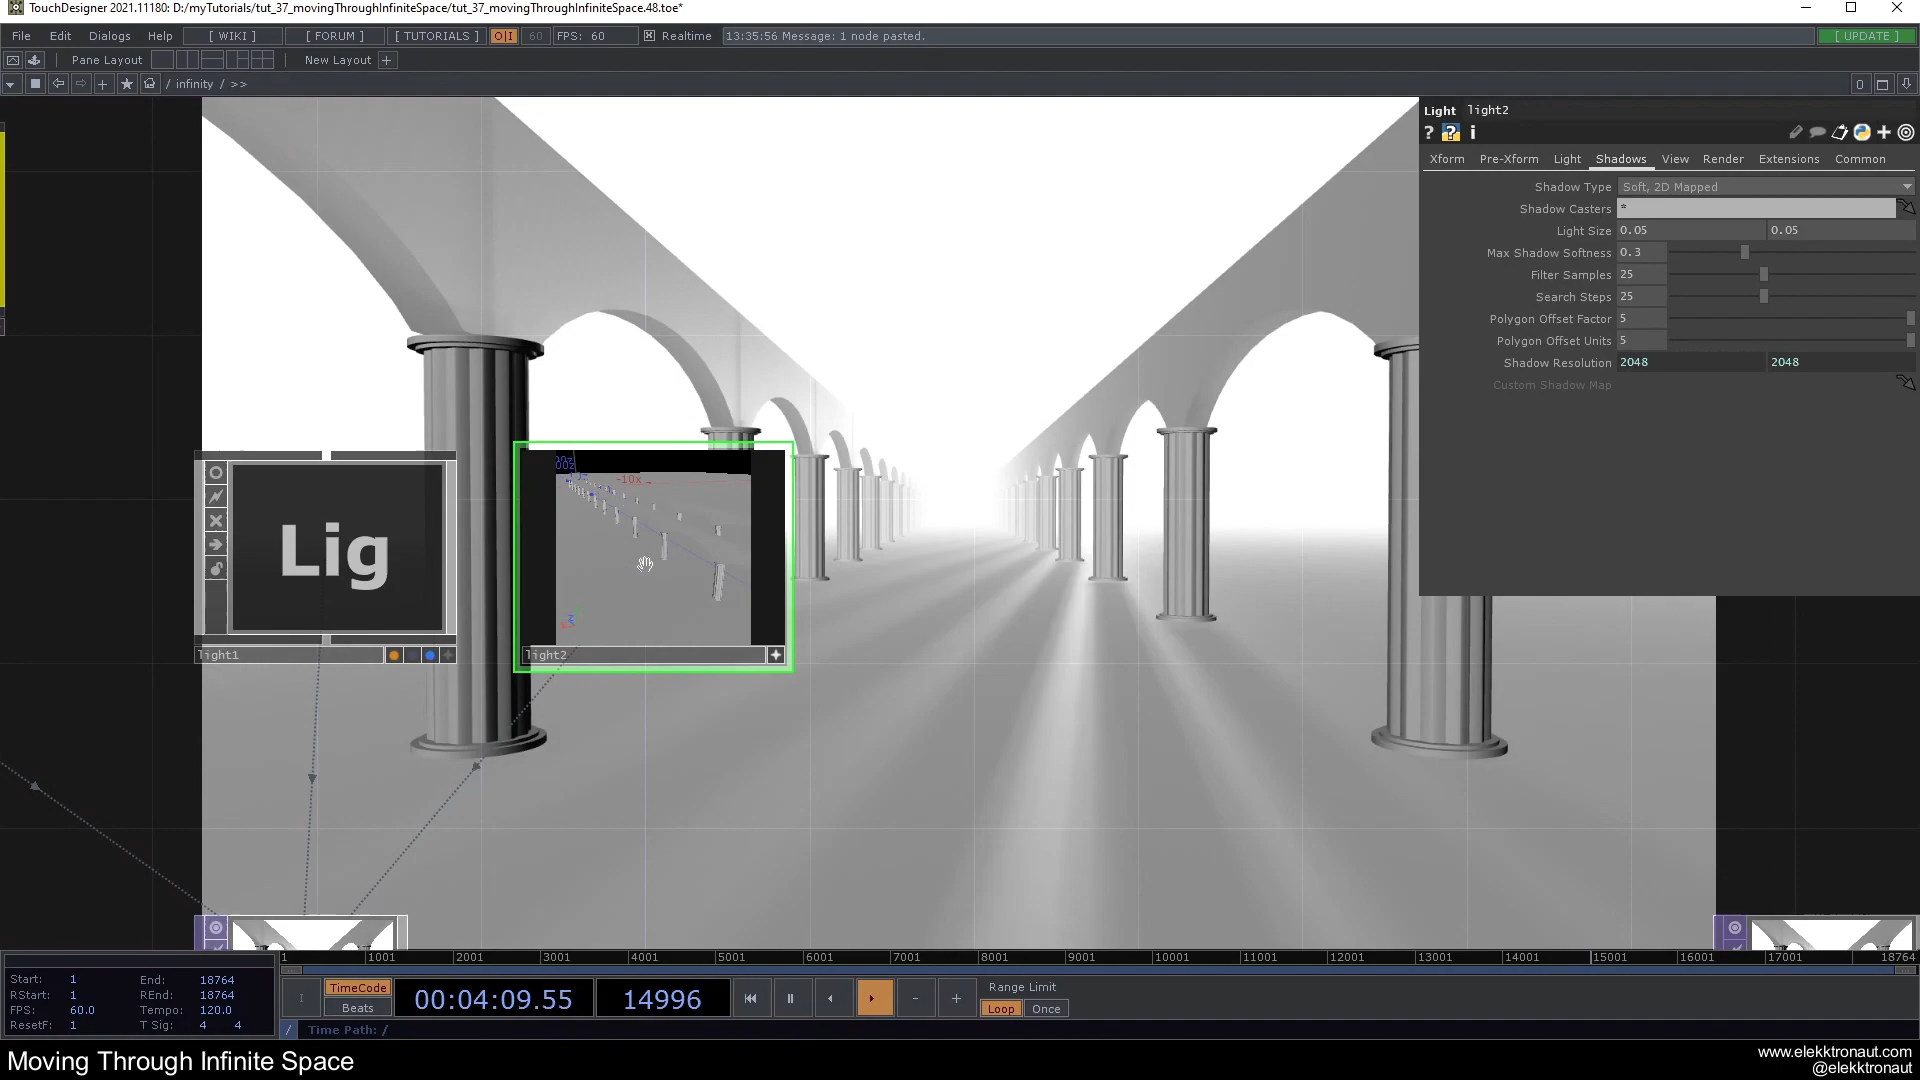 TouchDesigner 2021.11180: D:/myTutorials/tut_37_movingThroughInfiniteSpace/tut_37_movingThroughInfiniteSpace.48.toe*
File Edit Dialogs Help [ WIKI ] [ FORUM ] [ TUTORIALS ] O|I 60 FPS: 60 Realtime 13:35:56 Message: 1 node pasted. [ UPDATE ]
Pane Layout New Layout +
/ infinity / >> 0
Light light2
? ? i
Xform Pre-Xform Light Shadows View Render Extensions Common
Shadow Type Soft, 2D Mapped
Shadow Casters *
Light Size 0.05 0.05
Max Shadow Softness 0.3
Filter Samples 25
Search Steps 25
Polygon Offset Factor 5
Polygon Offset Units 5
Shadow Resolution 2048 2048
Custom Shadow Map
-10x
Lig
light1
light2
1 1001 2001 3001 4001 5001 6001 7001 8001 9001 10001 11001 12001 13001 14001 15001 16001 17001 18764
Start: 1 End: 18764
RStart: 1 REnd: 18764
FPS: 60.0 Tempo: 120.0
ResetF: 1 T Sig: 4 4
TimeCode
Beats
00:04:09.55
14996
- +
Range Limit
Loop Once
/ Time Path: /
Moving Through Infinite Space
www.elekktronaut.com
@elekktronaut